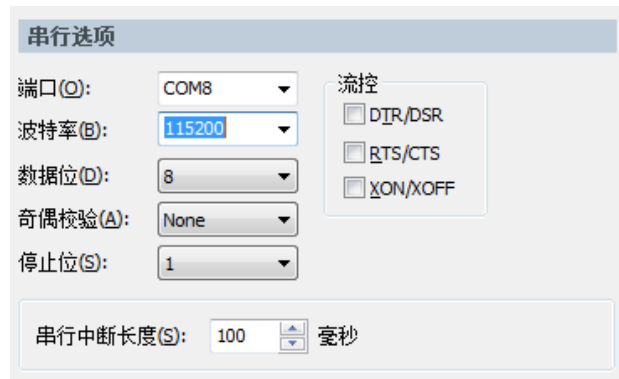 串行选项
端口(O): COM8
波特率(B): 115200
数据位(D): 8
奇偶校验(A): None
停止位(S): 1
流控
DTR/DSR
RTS/CTS
XON/XOFF
串行中断长度(S): 100 毫秒